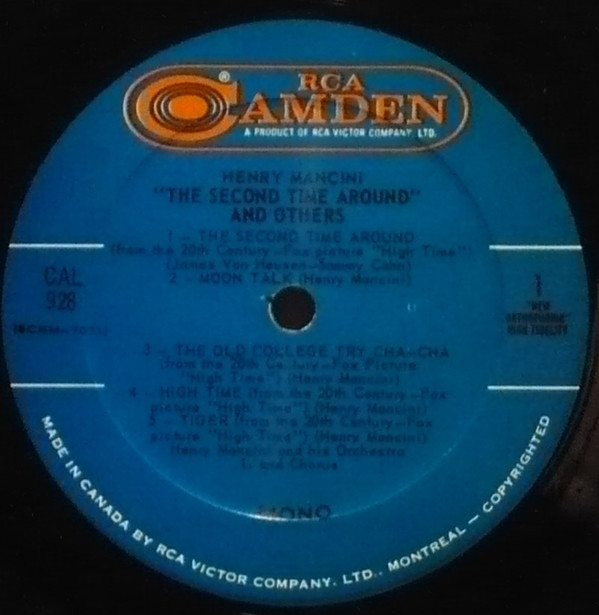 RCA
CAMDEN
®
A PRODUCT OF RCA VICTOR COMPANY, LTD.
HENRY MANCINI
"THE SECOND TIME AROUND"
AND OTHERS
1 - THE SECOND TIME AROUND
(from the 20th Century-Fox picture "High Time")
(James Van Heusen-Sammy Cahn)
2 - MOON TALK (Henry Mancini)
CAL
928
1
"NEW
ORTHOPHONIC"
HIGH FIDELITY
3 - THE OLD COLLEGE TRY CHA-CHA
(from the 20th Century-Fox Picture
"High Time") (Henry Mancini)
4 - HIGH TIME (from the 20th Century-Fox
picture "High Time") (Henry Mancini)
5 - TIGER (from the 20th Century-Fox
picture "High Time") (Henry Mancini)
Henry Mancini and his Orchestra
1. and Chorus
MONO
MADE IN CANADA BY RCA VICTOR COMPANY, LTD., MONTREAL - COPYRIGHTED